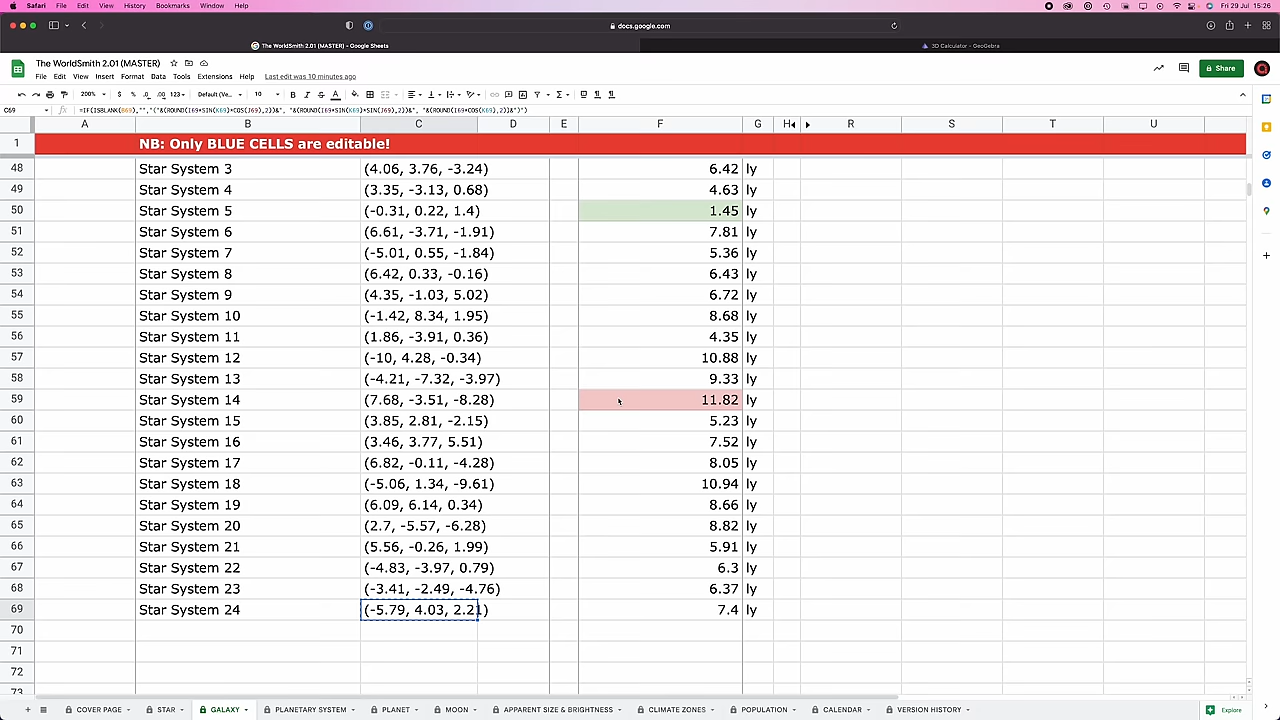 Safari File Edit View History Bookmarks Window Help Fri 29 Jul 15:26
docs.google.com
The WorldSmith 2.01 (MASTER) - Google Sheets 3D Calculator - GeoGebra
The WorldSmith 2.01 (MASTER)
File Edit View Insert Format Data Tools Extensions Help Last edit was 10 minutes ago
Share
200% $ % .0 .00 123 Default (Ve... 10 B I S A
C69 fx =IF(ISBLANK(B69),"","("&(ROUND(I69*SIN(K69)*COS(J69),2))&", "&(ROUND(I69*SIN(K69)*SIN(J69),2))&", "&(ROUND(I69*COS(K69),2))&")")
A B C D E F G H R S T U
1 NB: Only BLUE CELLS are editable!
48 Star System 3 (4.06, 3.76, -3.24) 6.42 ly
49 Star System 4 (3.35, -3.13, 0.68) 4.63 ly
50 Star System 5 (-0.31, 0.22, 1.4) 1.45 ly
51 Star System 6 (6.61, -3.71, -1.91) 7.81 ly
52 Star System 7 (-5.01, 0.55, -1.84) 5.36 ly
53 Star System 8 (6.42, 0.33, -0.16) 6.43 ly
54 Star System 9 (4.35, -1.03, 5.02) 6.72 ly
55 Star System 10 (-1.42, 8.34, 1.95) 8.68 ly
56 Star System 11 (1.86, -3.91, 0.36) 4.35 ly
57 Star System 12 (-10, 4.28, -0.34) 10.88 ly
58 Star System 13 (-4.21, -7.32, -3.97) 9.33 ly
59 Star System 14 (7.68, -3.51, -8.28) 11.82 ly
60 Star System 15 (3.85, 2.81, -2.15) 5.23 ly
61 Star System 16 (3.46, 3.77, 5.51) 7.52 ly
62 Star System 17 (6.82, -0.11, -4.28) 8.05 ly
63 Star System 18 (-5.06, 1.34, -9.61) 10.94 ly
64 Star System 19 (6.09, 6.14, 0.34) 8.66 ly
65 Star System 20 (2.7, -5.57, -6.28) 8.82 ly
66 Star System 21 (5.56, -0.26, 1.99) 5.91 ly
67 Star System 22 (-4.83, -3.97, 0.79) 6.3 ly
68 Star System 23 (-3.41, -2.49, -4.76) 6.37 ly
69 Star System 24 (-5.79, 4.03, 2.21) 7.4 ly
70
71
72
73
COVER PAGE STAR GALAXY PLANETARY SYSTEM PLANET MOON APPARENT SIZE & BRIGHTNESS CLIMATE ZONES POPULATION CALENDAR VERSION HISTORY Explore